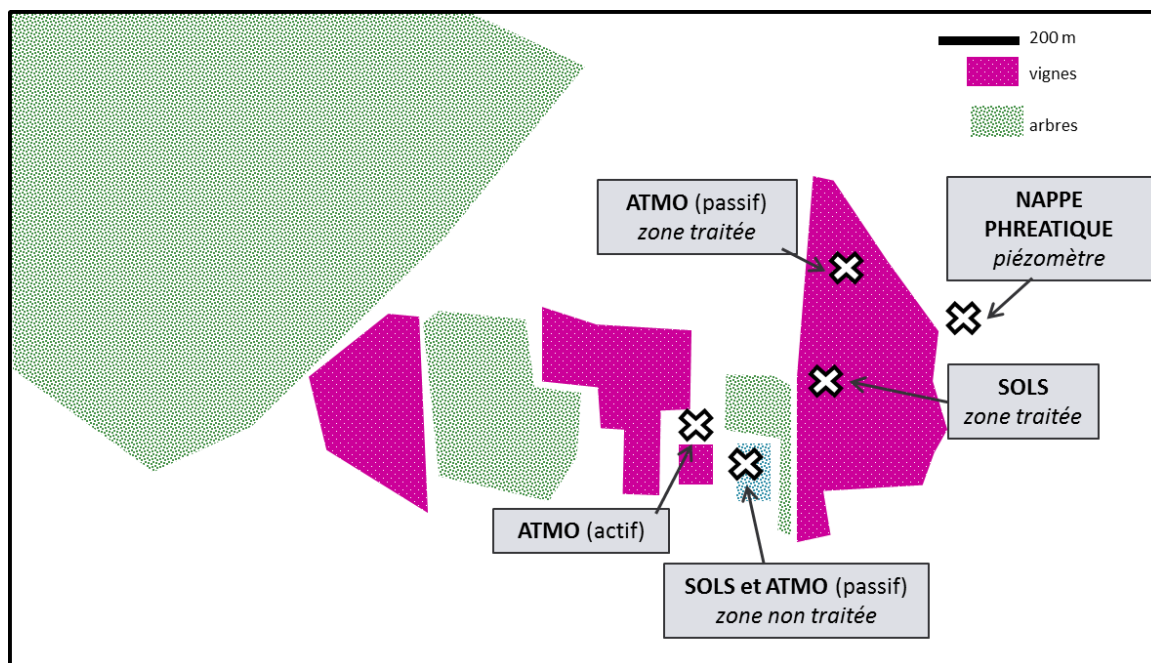 200 m
vignes
arbres
ATMO (passif)
zone traitée
NAPPE
PHREATIQUE
piézomètre
SOLS
zone traitée
ATMO (actif)
SOLS et ATMO (passif)
zone non traitée